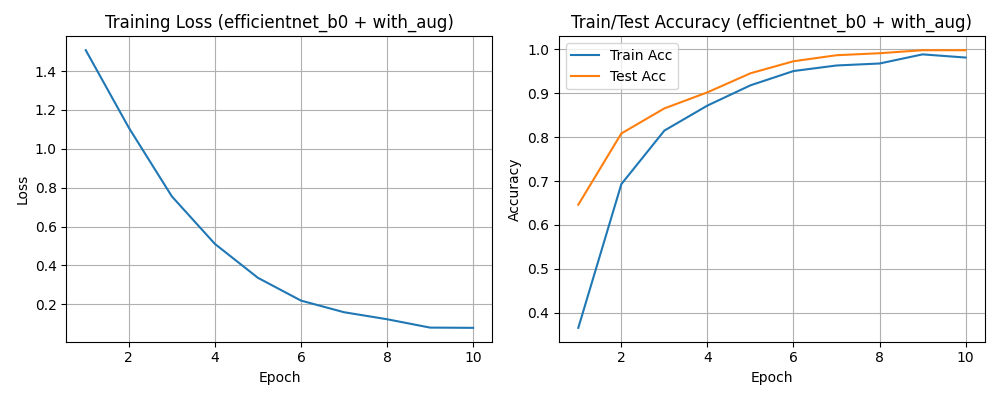 Training Loss (efficientnet_b0 + with_aug)
1.4
1.2
1.0
0.8
0.6
0.4
0.2
Loss
2 4 6 8 10
Epoch
Train/Test Accuracy (efficientnet_b0 + with_aug)
Train Acc
Test Acc
1.0
0.9
0.8
0.7
0.6
0.5
0.4
Accuracy
2 4 6 8 10
Epoch